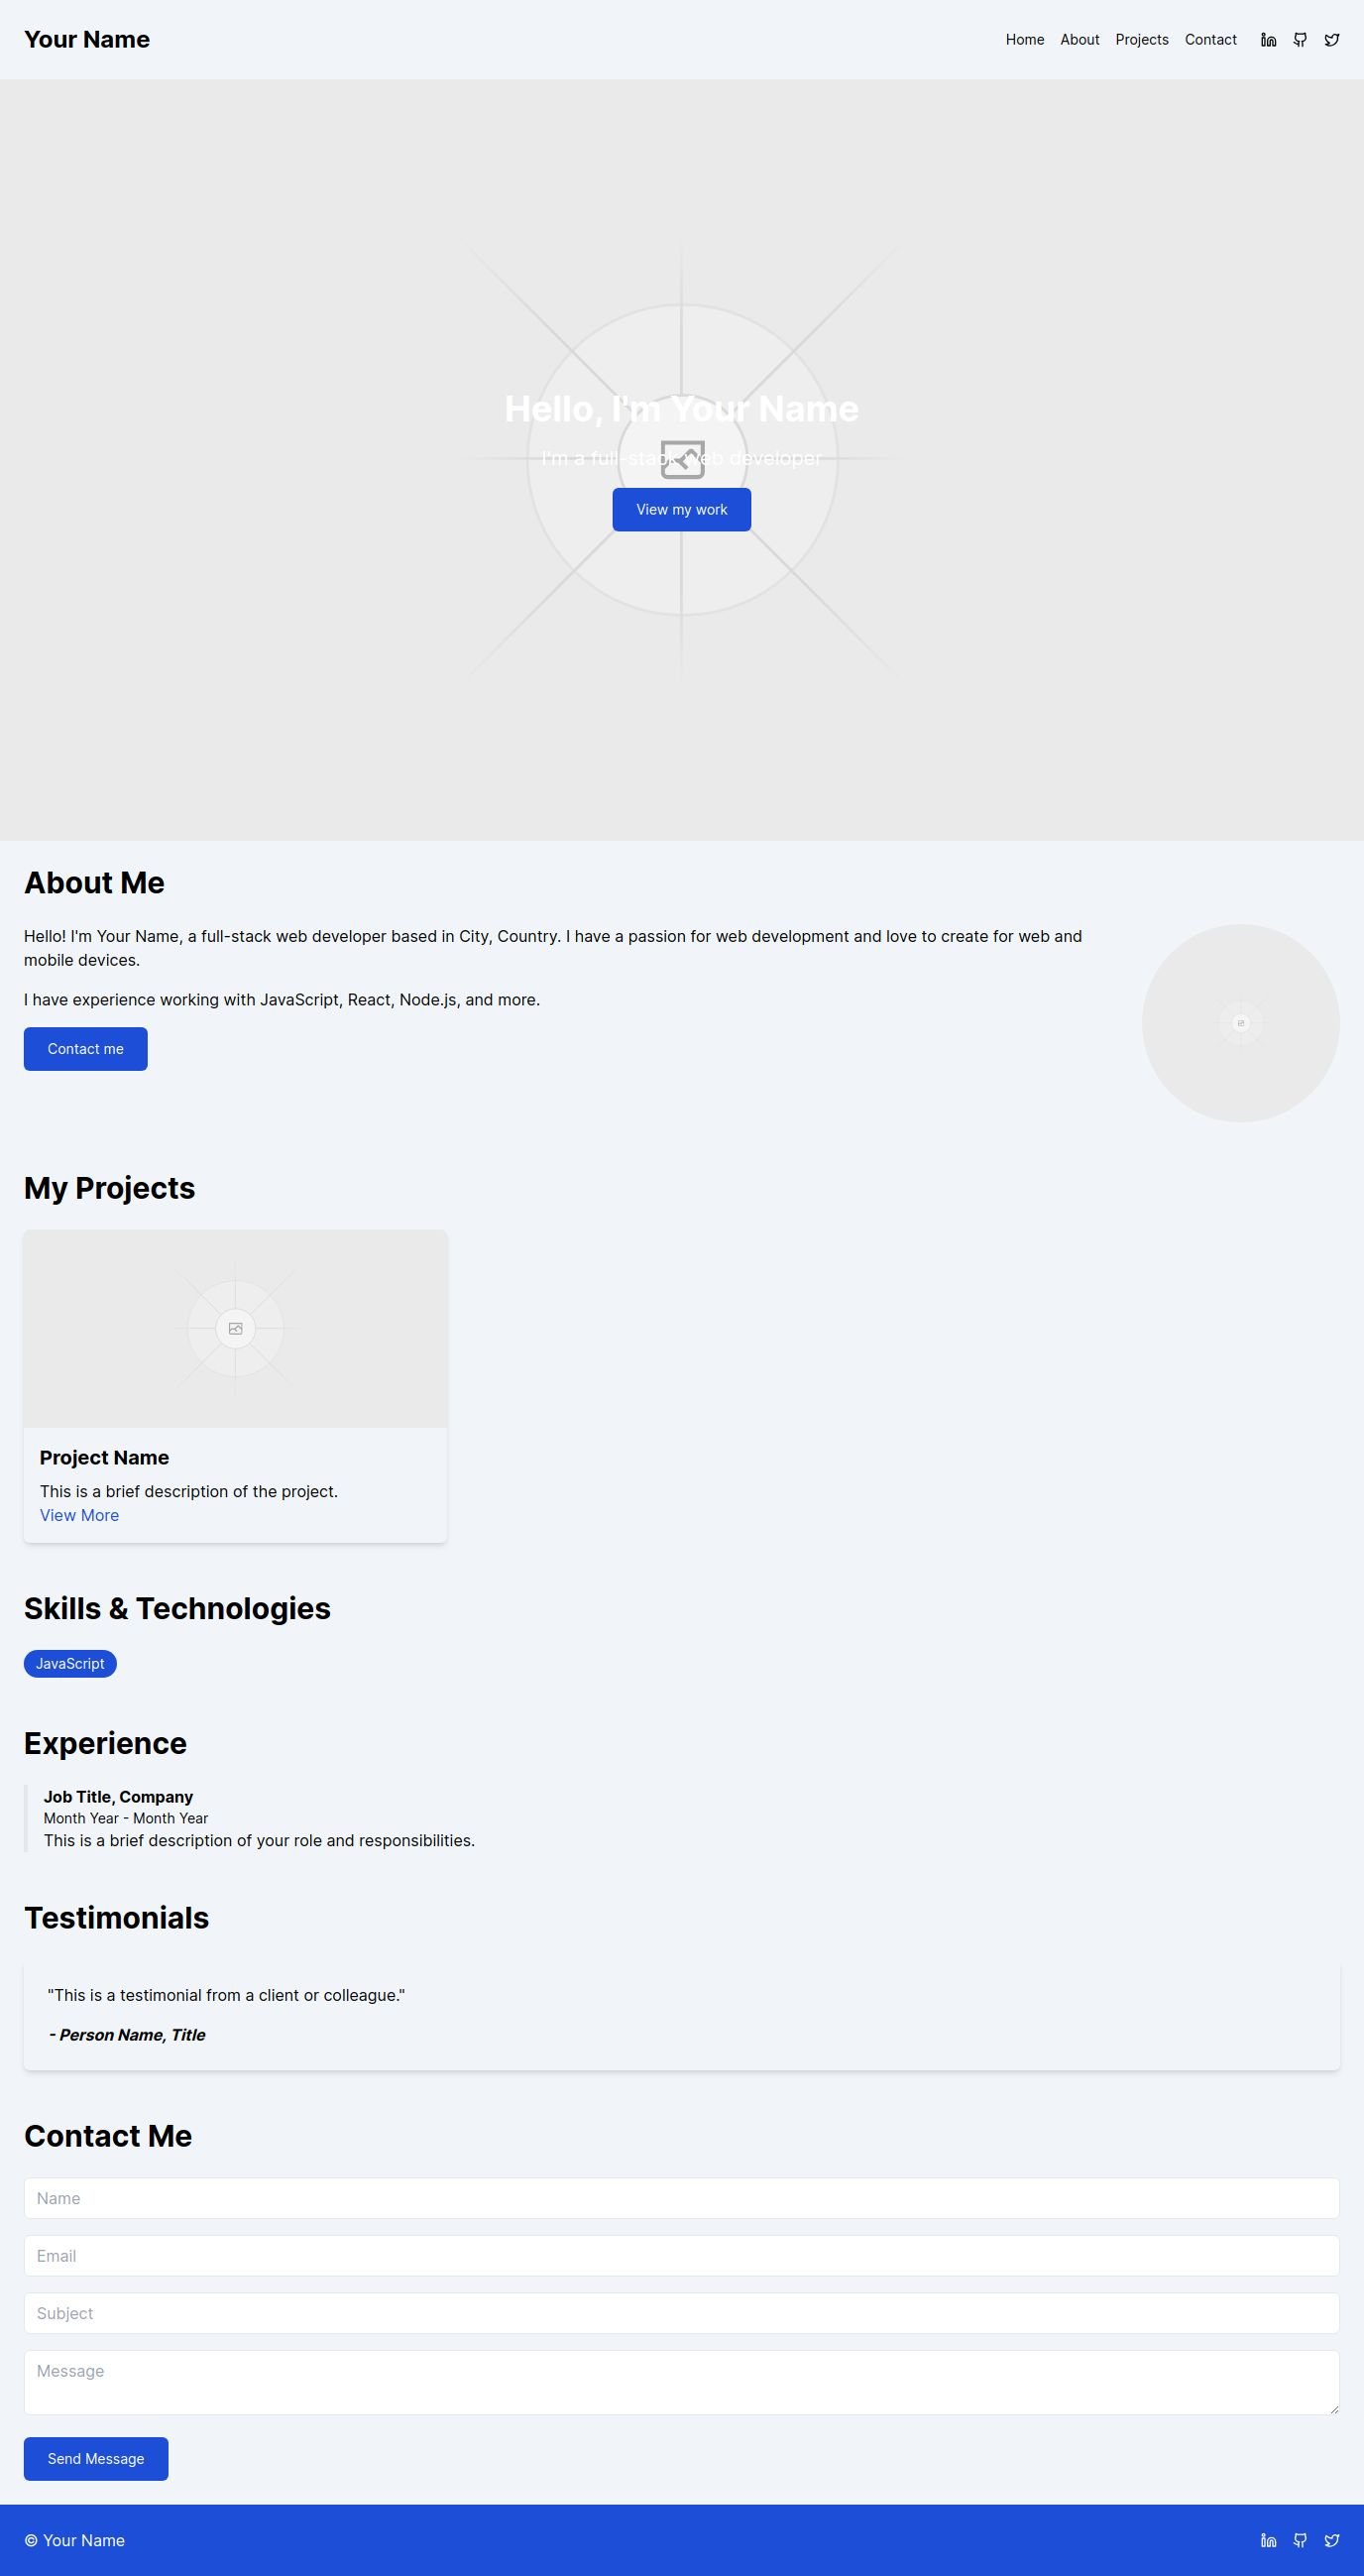 Your Name
Home About Projects Contact
Hello, I'm Your Name
I'm a full-stack web developer
View my work
About Me
Hello! I'm Your Name, a full-stack web developer based in City, Country. I have a passion for web development and love to create for web and
mobile devices.
I have experience working with JavaScript, React, Node.js, and more.
Contact me
My Projects
Project Name
This is a brief description of the project.
View More
Skills & Technologies
JavaScript
Experience
Job Title, Company
Month Year - Month Year
This is a brief description of your role and responsibilities.
Testimonials
"This is a testimonial from a client or colleague."
- Person Name, Title
Contact Me
Name
Email
Subject
Message
Send Message
© Your Name